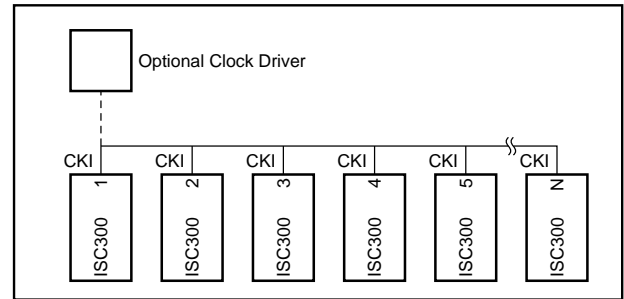 Optional Clock Driver
CKI CKI CKI CKI CKI CKI
1 2 3 4 5 N
ISC300 ISC300 ISC300 ISC300 ISC300 ISC300